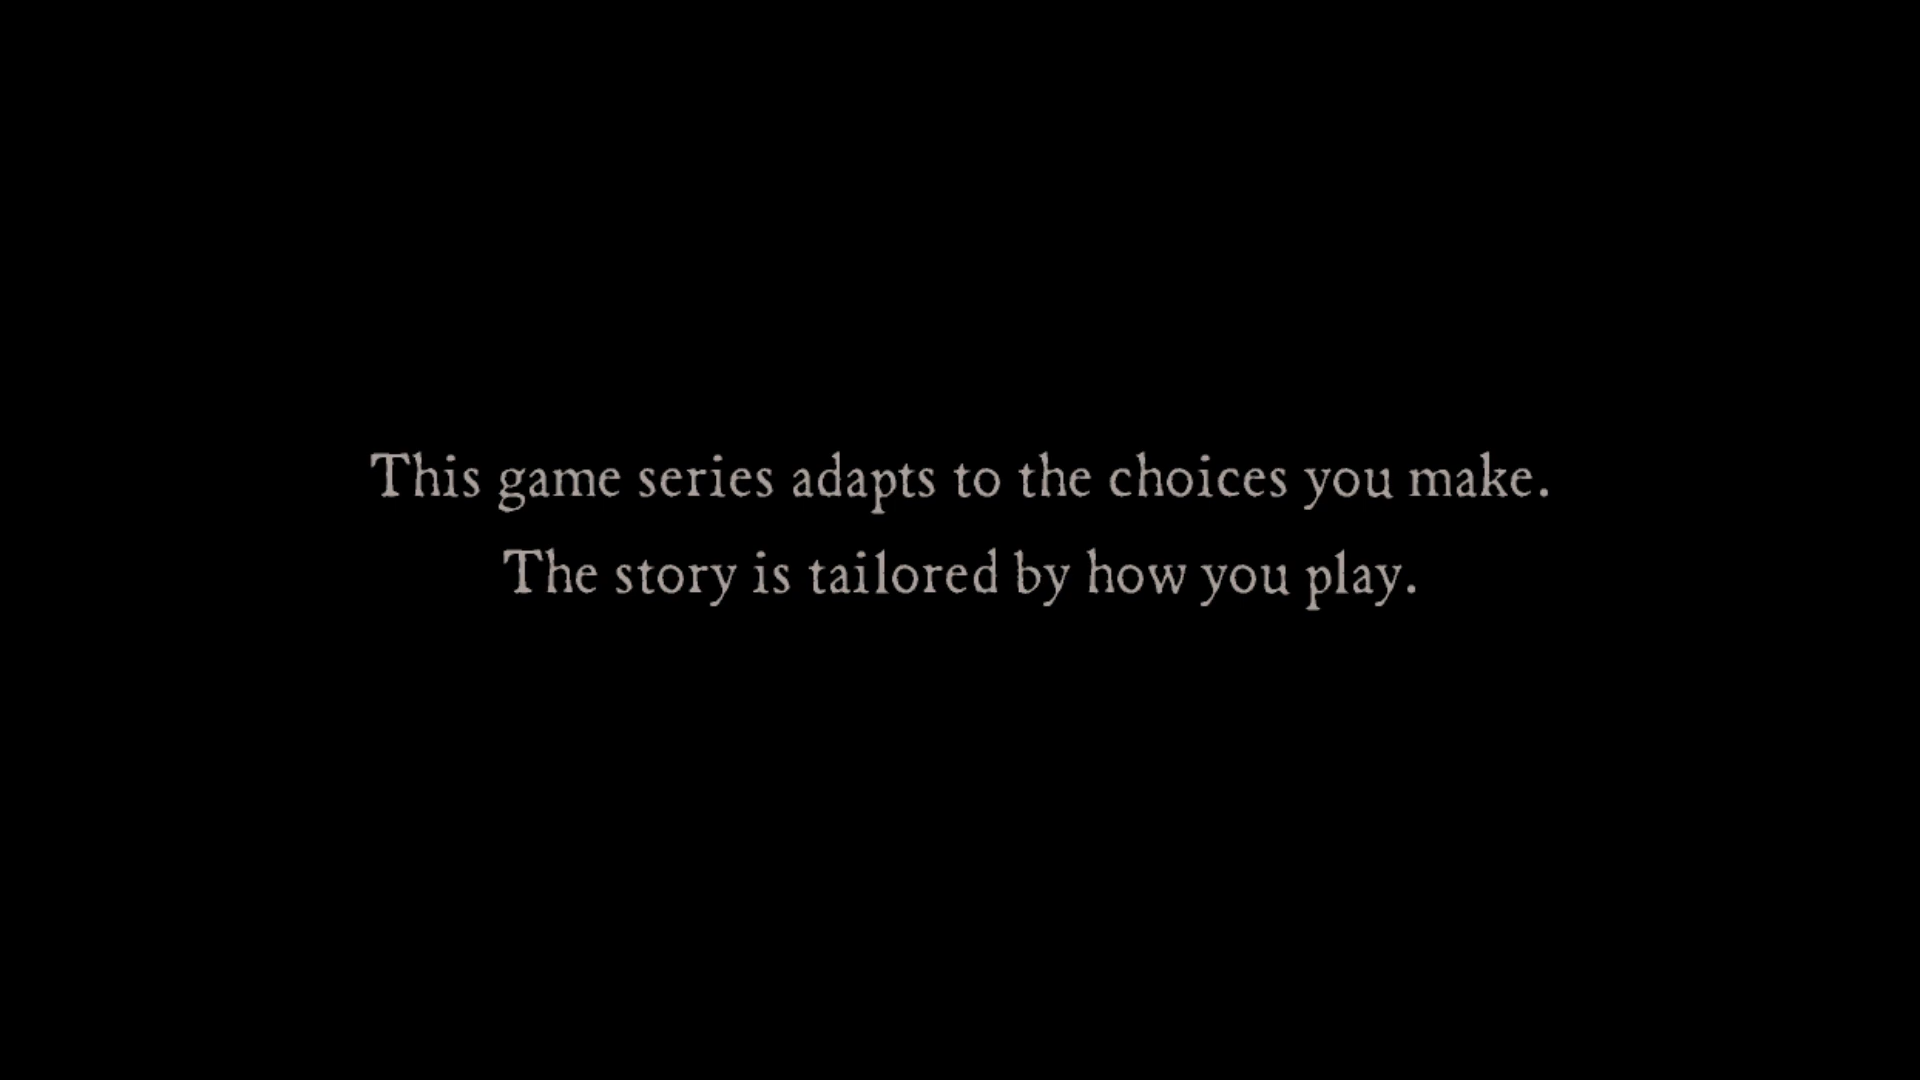 This game series adapts to the choices you make.
The story is tailored by how you play.